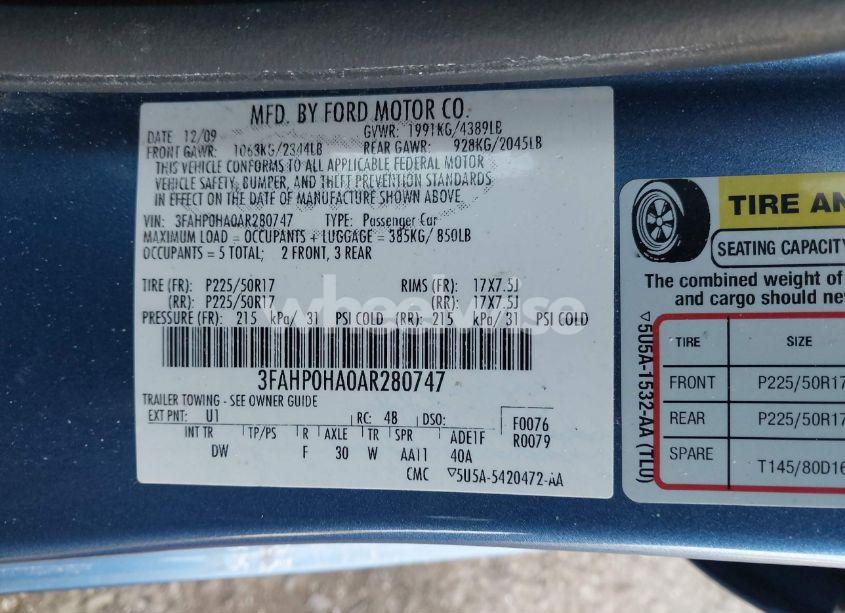 MFD. BY FORD MOTOR CO.
DATE 12/09 GVWR: 1991KG/4389LB
FRONT GAWR: 1063KG/2344LB REAR GAWR: 928KG/2045LB
THIS VEHICLE CONFORMS TO ALL APPLICABLE FEDERAL MOTOR
VEHICLE SAFETY, BUMPER, AND THEFT PREVENTION STANDARDS
IN EFFECT ON THE DATE OF MANUFACTURE SHOWN ABOVE.
VIN: 3FAHP0HA0AR280747 TYPE: Passenger Car
MAXIMUM LOAD = OCCUPANTS + LUGGAGE = 385KG/ 850LB
OCCUPANTS = 5 TOTAL; 2 FRONT, 3 REAR
TIRE (FR): P225/50R17 RIMS (FR): 17X7.5J
(RR): P225/50R17 (RR): 17X7.5J
PRESSURE (FR): 215 kPa/ 31 PSI COLD (RR): 215 kPa/ 31 PSI COLD
3FAHP0HA0AR280747
TRAILER TOWING - SEE OWNER GUIDE
EXT PNT: U1 RC: 4B DSO: F0076
R0079
INT TR TP/PS R AXLE TR SPR ADE1F
DW F 30 W AA11 40A
CMC ▽5U5A-5420472-AA
wheelwise
TIRE AN
SEATING CAPACITY
The combined weight of
and cargo should nev
▽5U5A-1532-AA (TLU)
TIRE SIZE
FRONT P225/50R17
REAR P225/50R17
SPARE T145/80D16